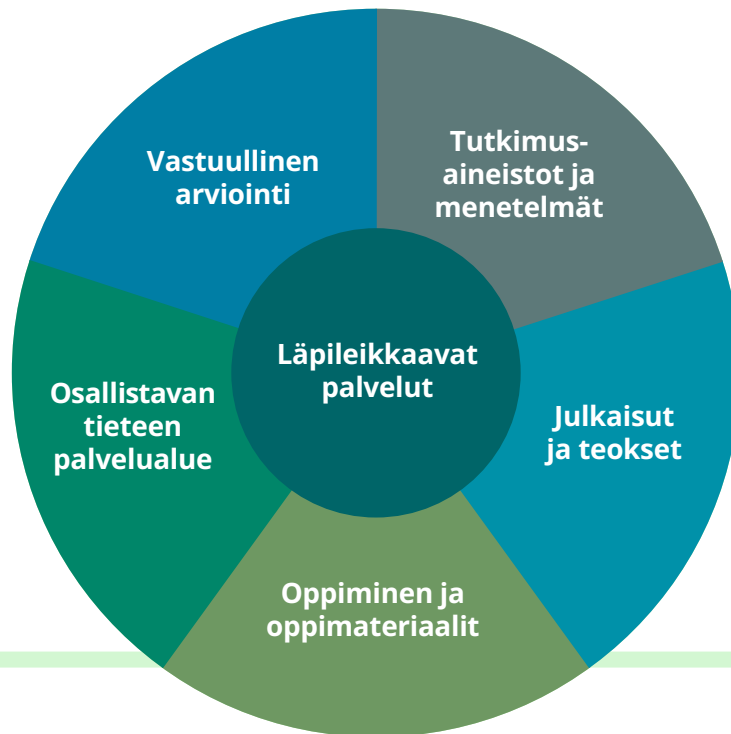 Vastuullinen
arviointi
Tutkimus-
aineistot ja
menetelmät
Läpileikkaavat
palvelut
Osallistavan
tieteen
palvelualue
Julkaisut
ja teokset
Oppiminen ja
oppimateriaalit